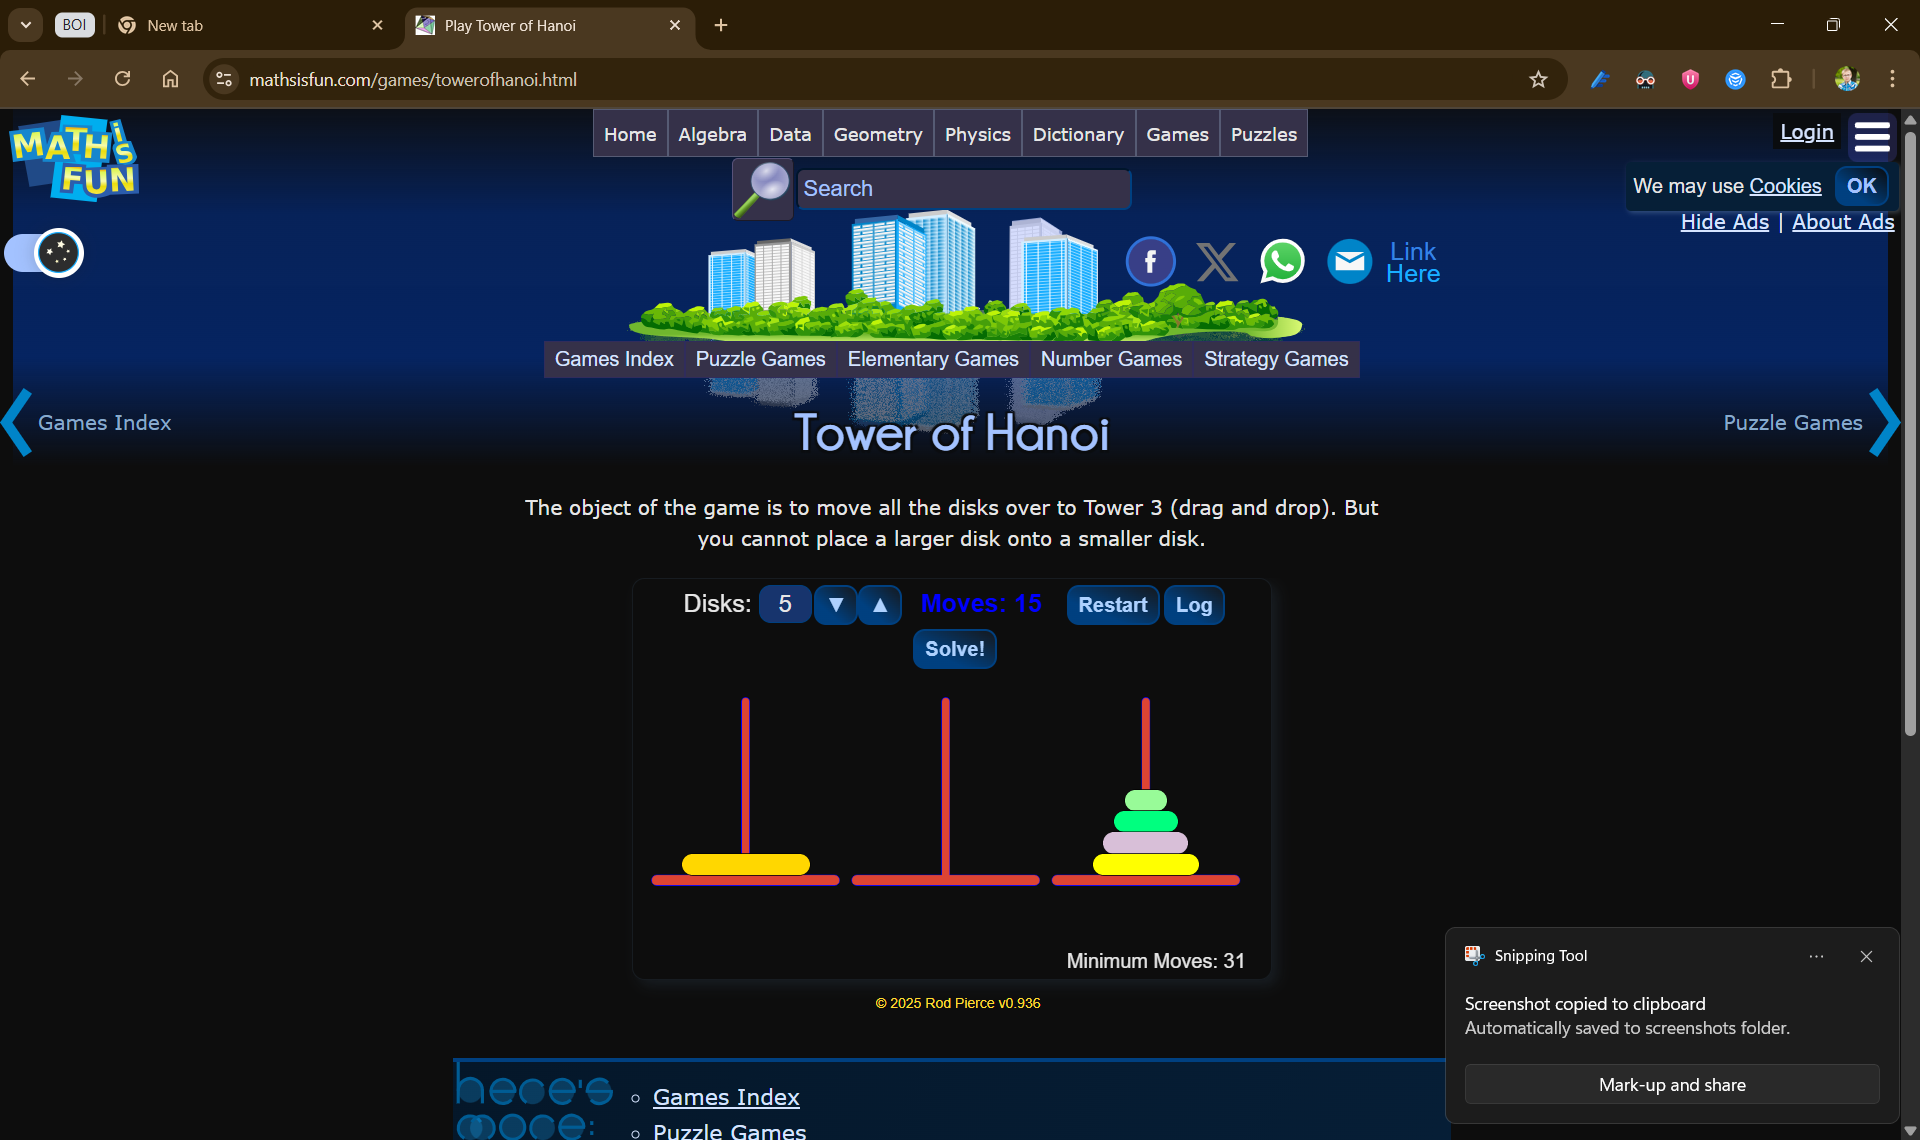 BOI
New tab
Play Tower of Hanoi
mathsisfun.com/games/towerofhanoi.html
MATH iS FUN
Home Algebra Data Geometry Physics Dictionary Games Puzzles
Login
Search
We may use Cookies OK
Hide Ads | About Ads
Link
Here
Games Index Puzzle Games Elementary Games Number Games Strategy Games
Games Index
Puzzle Games
Tower of Hanoi
The object of the game is to move all the disks over to Tower 3 (drag and drop). But
you cannot place a larger disk onto a smaller disk.
Disks: 5 ▼ ▲ Moves: 15 Restart Log
Solve!
Minimum Moves: 31
© 2025 Rod Pierce v0.936
Snipping Tool
Screenshot copied to clipboard
Automatically saved to screenshots folder.
Mark-up and share
here's
Games Index
Puzzle Games